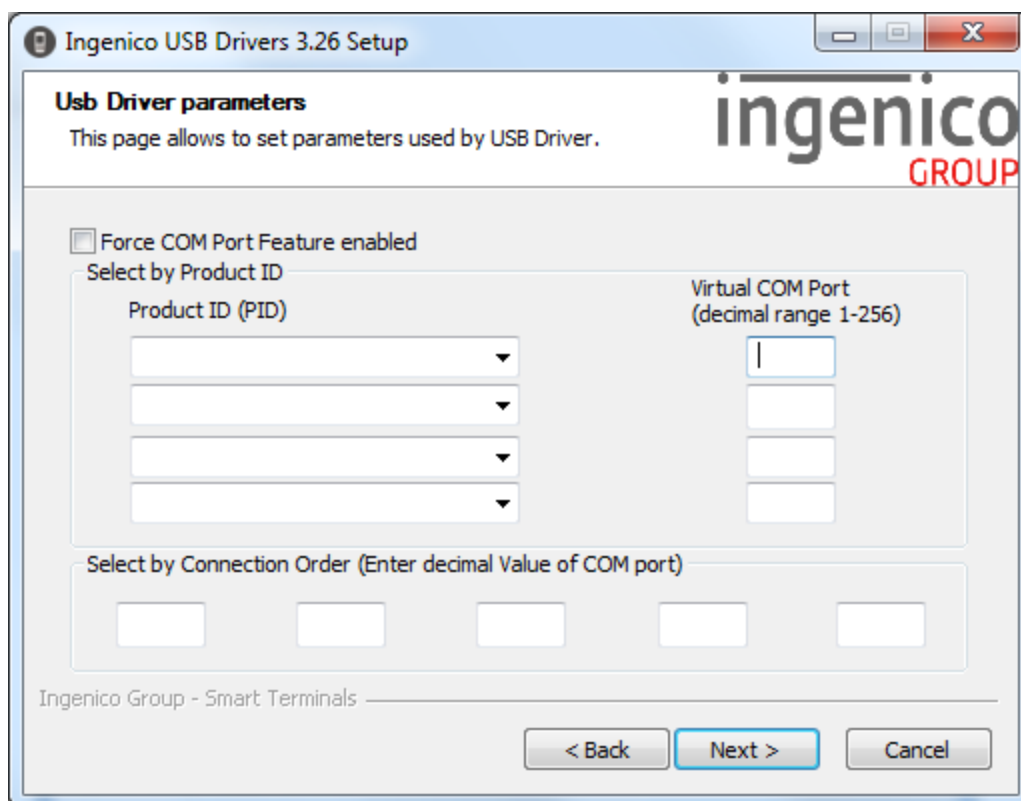 Ingenico USB Drivers 3.26 Setup
Usb Driver parameters
This page allows to set parameters used by USB Driver.
ingenico
GROUP
Force COM Port Feature enabled
Select by Product ID
Product ID (PID)
Virtual COM Port
(decimal range 1-256)
Select by Connection Order (Enter decimal Value of COM port)
Ingenico Group - Smart Terminals
< Back
Next >
Cancel